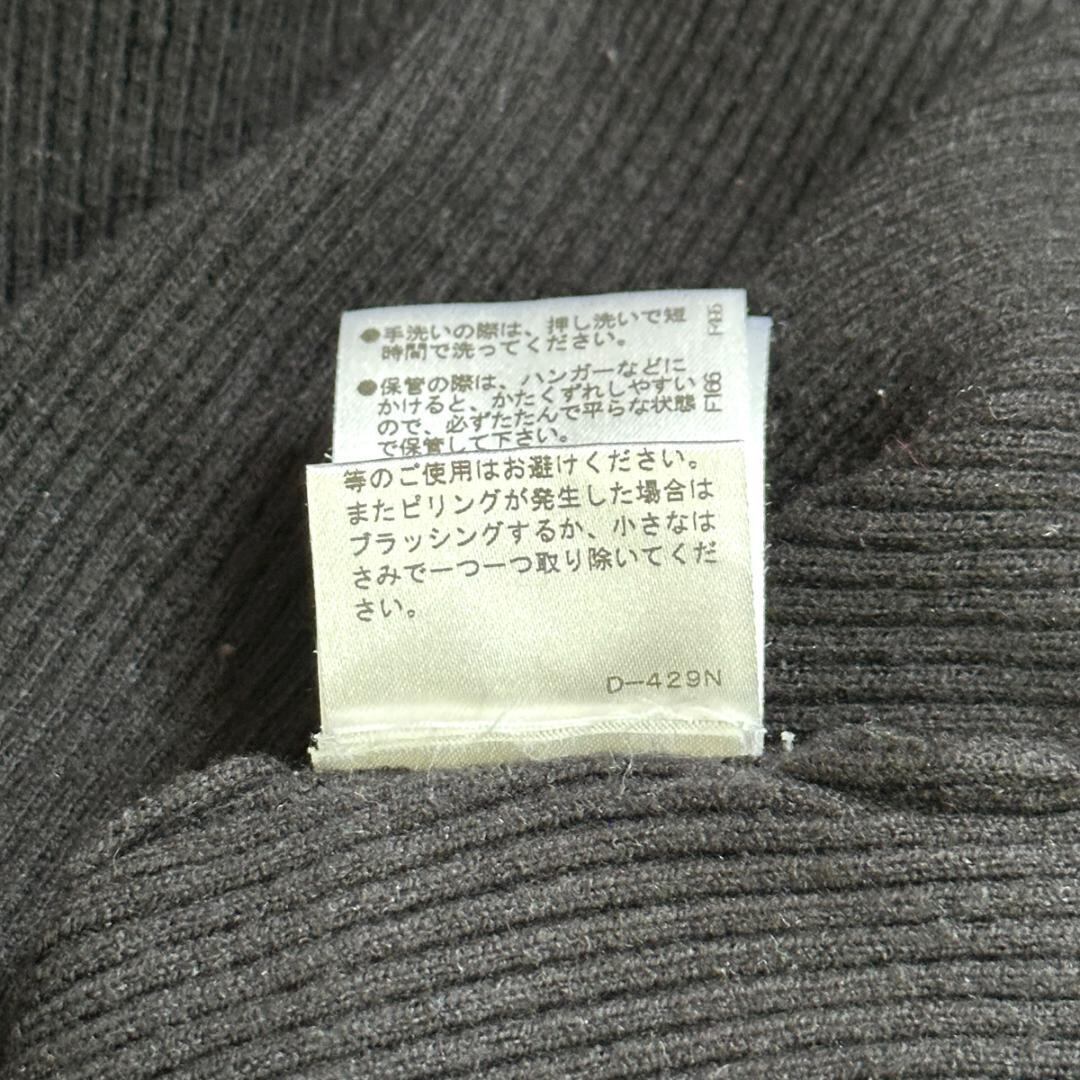 ●手洗いの際は、押し洗いで短
時間で洗ってください。
●保管の際は、ハンガーなどに
かけると、かたくずれしやすい
ので、必ずたたんで平らな状態
で保管して下さい。
等のご使用はお避けください。
またピリングが発生した場合は
ブラッシングするか、小さなは
さみで一つ一つ取り除いてくだ
さい。
D-429N